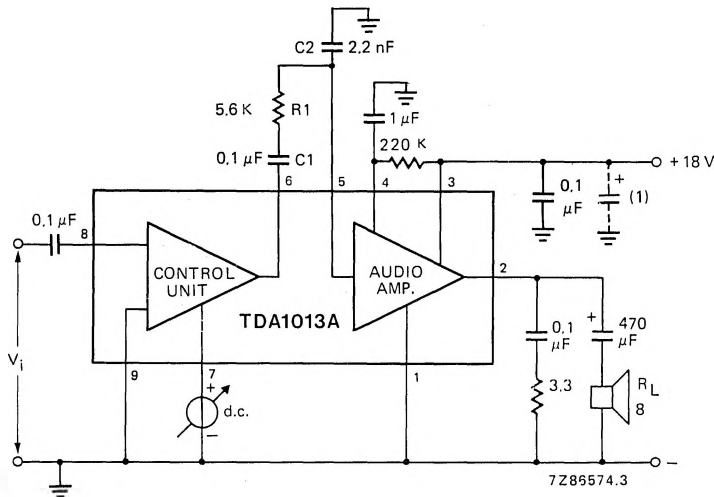 C2 2,2 nF
5.6 K R1
1 µF
220 K
0,1 µF C1
+ 18 V
6 5 4 3
0,1 µF
+ (1)
0,1 µF
8
CONTROL UNIT
AUDIO AMP.
2
TDA1013A
0,1 µF
+ 470 µF
Vi
9 7 1
+
d.c.
−
3.3
RL
8
−
7Z86574.3